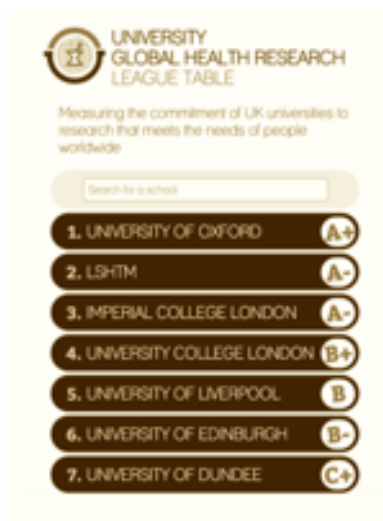 UNIVERSITY
GLOBAL HEALTH RESEARCH
LEAGUE TABLE
Measuring the commitment of UK universities to
research that meets the needs of people
worldwide
Search for a school
1. UNIVERSITY OF OXFORD A+
2. LSHTM A-
3. IMPERIAL COLLEGE LONDON A-
4. UNIVERSITY COLLEGE LONDON B+
5. UNIVERSITY OF LIVERPOOL B
6. UNIVERSITY OF EDINBURGH B-
7. UNIVERSITY OF DUNDEE C+